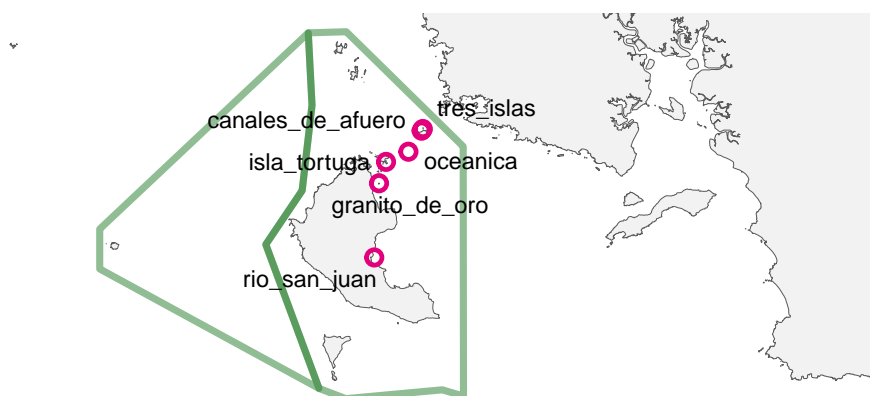 tres_islas
canales_de_afuero
isla_tortuga
oceanica
granito_de_oro
rio_san_juan